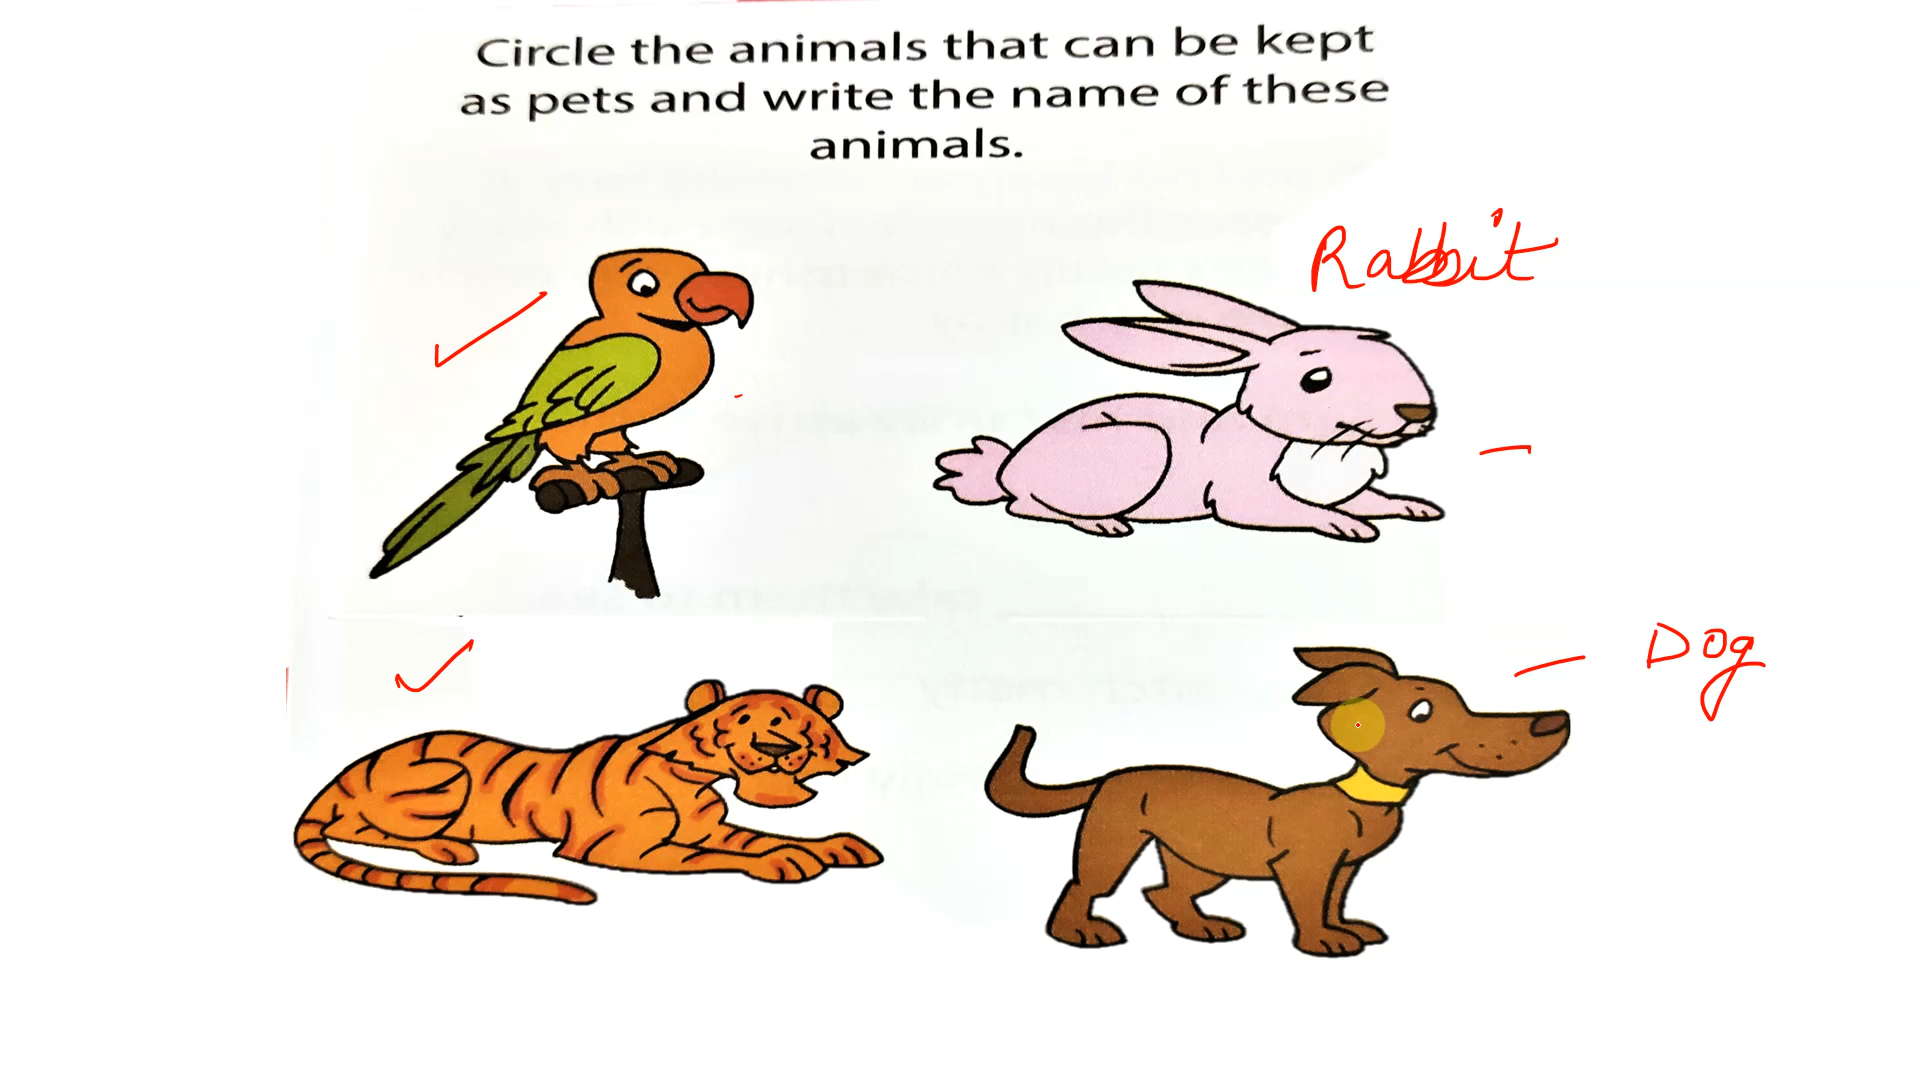 Circle the animals that can be kept
as pets and write the name of these
animals.
Rabbit
Dog